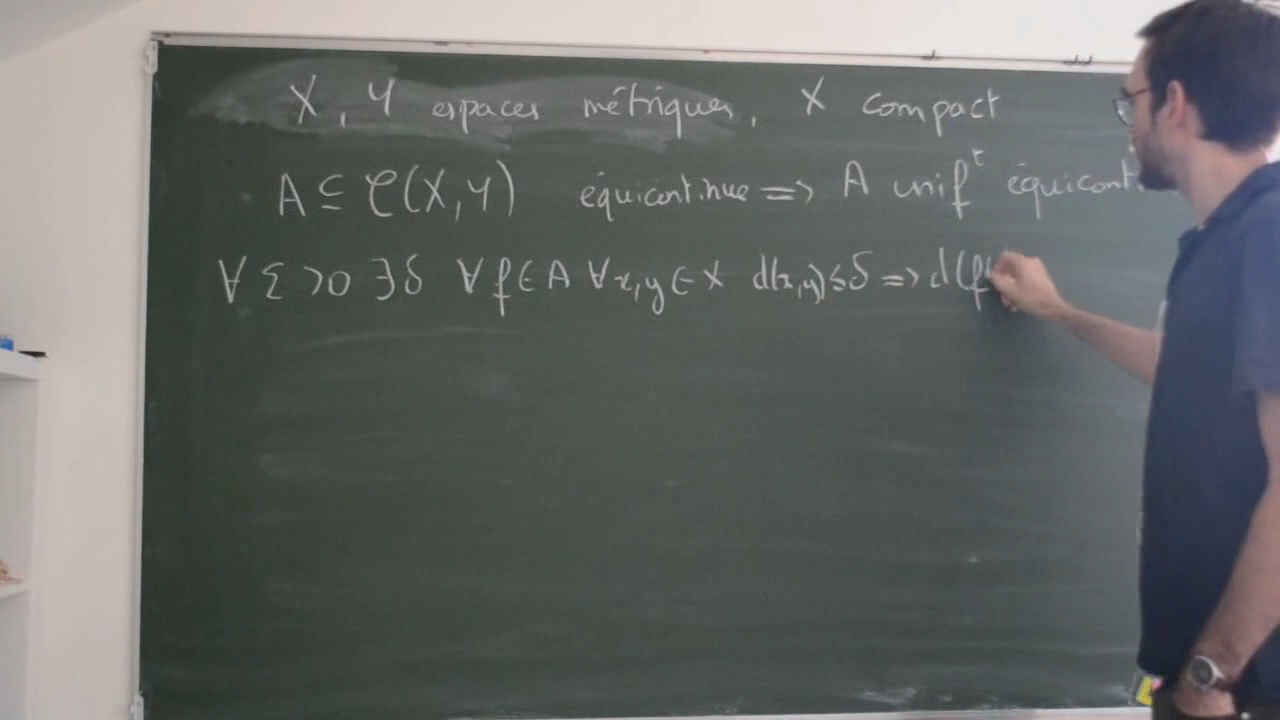 X, Y espaces métriques, X compact
A ⊆ C(X,Y) équicontinue => A unifᵗ équicont
∀ ε >0 ∃δ ∀f∈A ∀x,y∈X d(x,y)≤δ => d(f(